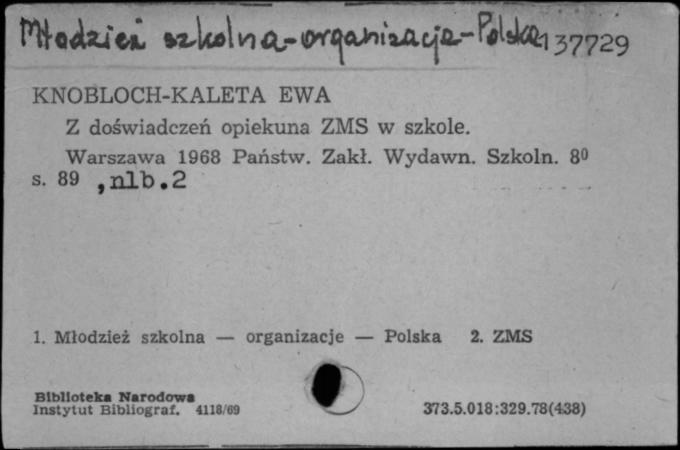 Młodzież szkolna-organizacja-Polska 137729
KNOBLOCH-KALETA EWA
Z doświadczeń opiekuna ZMS w szkole.
Warszawa 1968 Państw. Zakł. Wydawn. Szkoln. 8⁰
s. 89 ,nlb.2
1. Młodzież szkolna — organizacje — Polska 2. ZMS
Biblioteka Narodowa
Instytut Bibliograf. 4118/69
373.5.018:329.78(438)